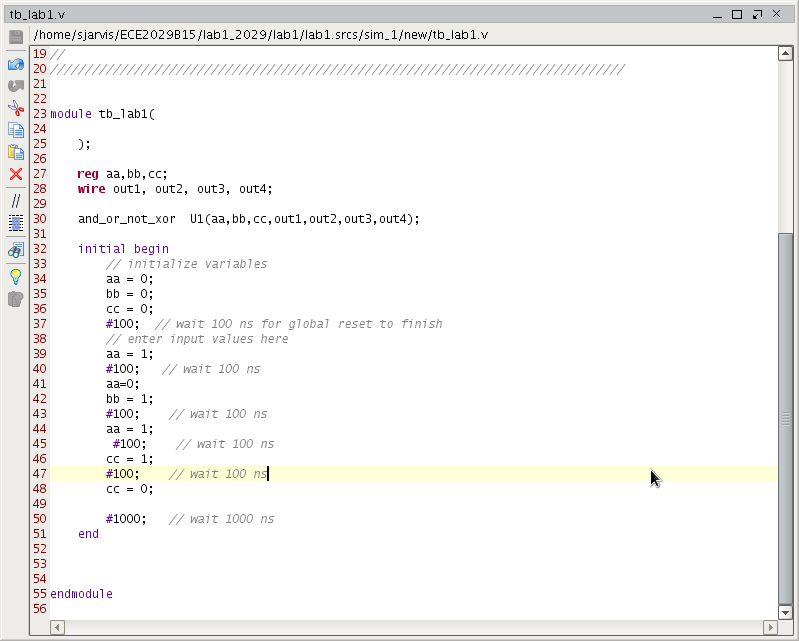 tb_lab1.v
/home/sjarvis/ECE2029B15/lab1_2029/lab1/lab1.srcs/sim_1/new/tb_lab1.v
19 //
20 //////////////////////////////////////////////////////////////////////////////////
21
22
23 module tb_lab1(
24
25     );
26
27     reg aa,bb,cc;
28     wire out1, out2, out3, out4;
29
30     and_or_not_xor  U1(aa,bb,cc,out1,out2,out3,out4);
31
32     initial begin
33         // initialize variables
34         aa = 0;
35         bb = 0;
36         cc = 0;
37         #100;  // wait 100 ns for global reset to finish
38         // enter input values here
39         aa = 1;
40         #100;   // wait 100 ns
41         aa=0;
42         bb = 1;
43         #100;    // wait 100 ns
44         aa = 1;
45          #100;    // wait 100 ns
46         cc = 1;
47         #100;    // wait 100 ns
48         cc = 0;
49
50         #1000;   // wait 1000 ns
51     end
52
53
54
55 endmodule
56